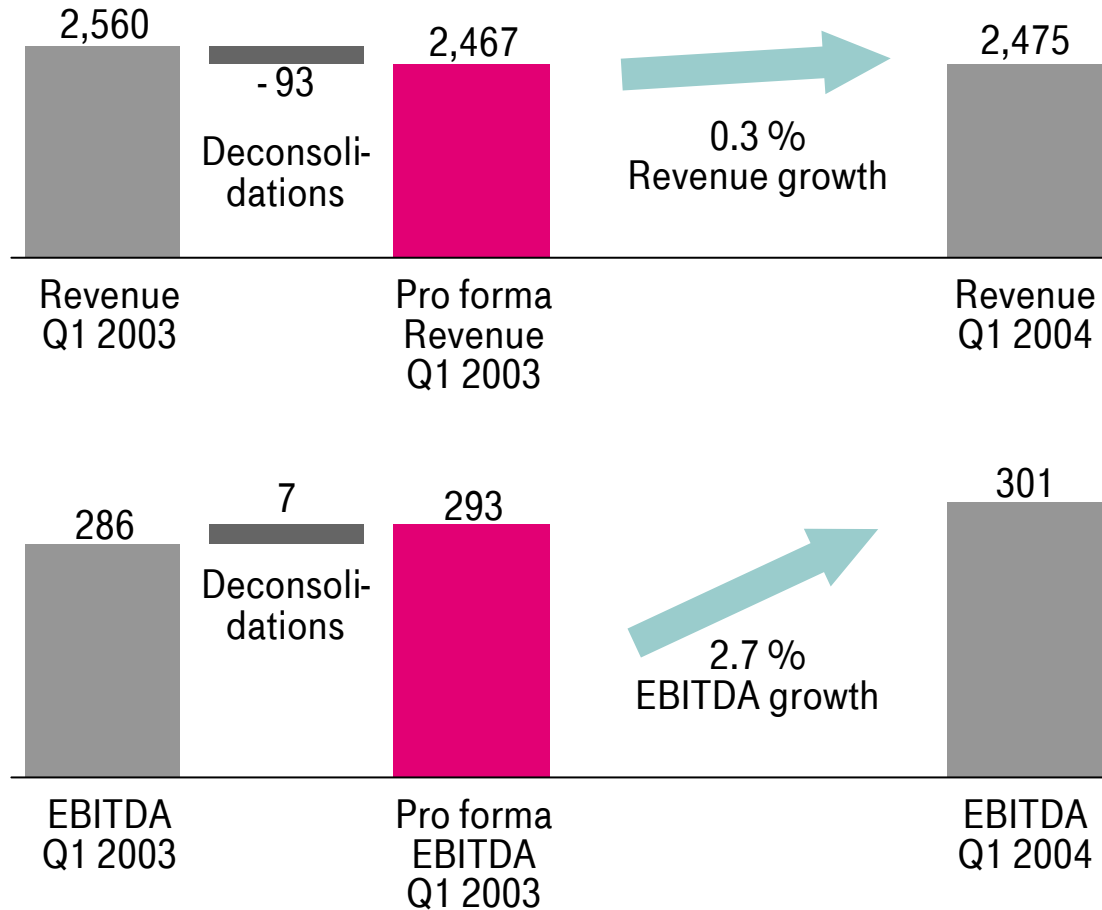 2,560
- 93
2,467
2,475
Deconsoli-
dations
0.3 %
Revenue growth
Revenue
Q1 2003
Pro forma
Revenue
Q1 2003
Revenue
Q1 2004
286
7
293
301
Deconsoli-
dations
2.7 %
EBITDA growth
EBITDA
Q1 2003
Pro forma
EBITDA
Q1 2003
EBITDA
Q1 2004